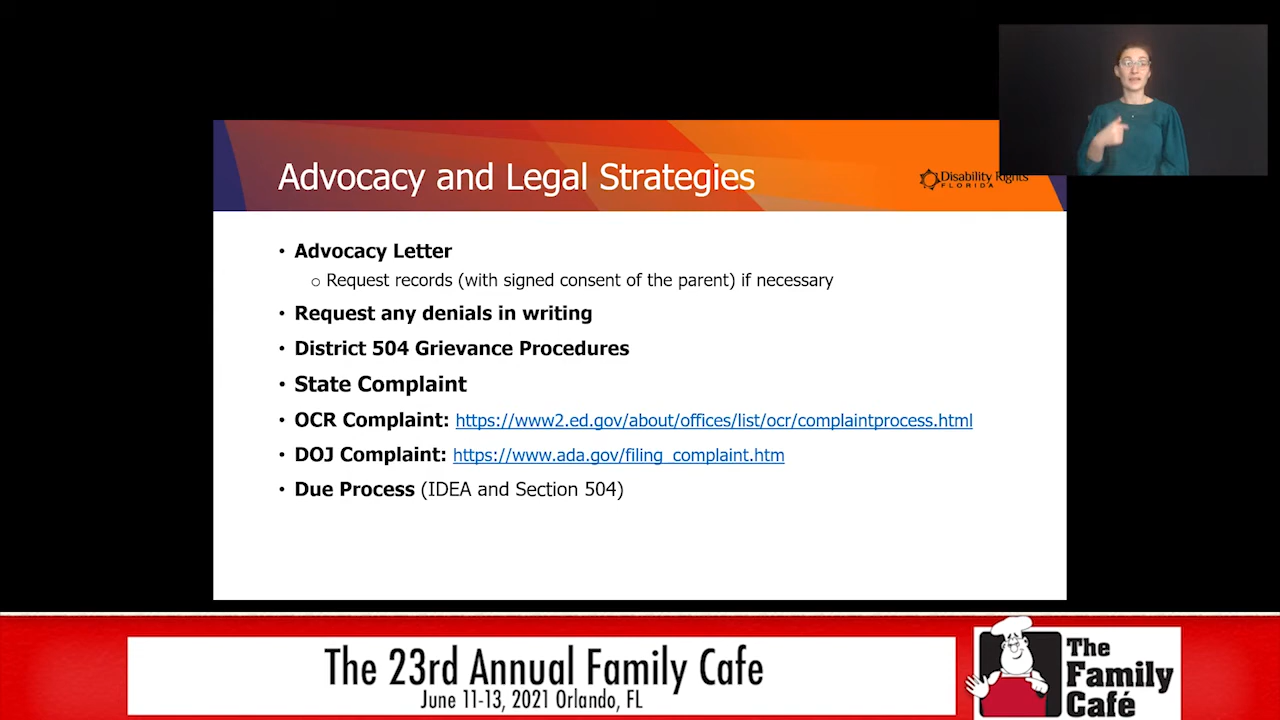 Advocacy and Legal Strategies
Disability Rights
FLORIDA
• Advocacy Letter
o Request records (with signed consent of the parent) if necessary
• Request any denials in writing
• District 504 Grievance Procedures
• State Complaint
• OCR Complaint: https://www2.ed.gov/about/offices/list/ocr/complaintprocess.html
• DOJ Complaint: https://www.ada.gov/filing_complaint.htm
• Due Process (IDEA and Section 504)
The 23rd Annual Family Cafe
June 11-13, 2021 Orlando, FL
The
Family
Café